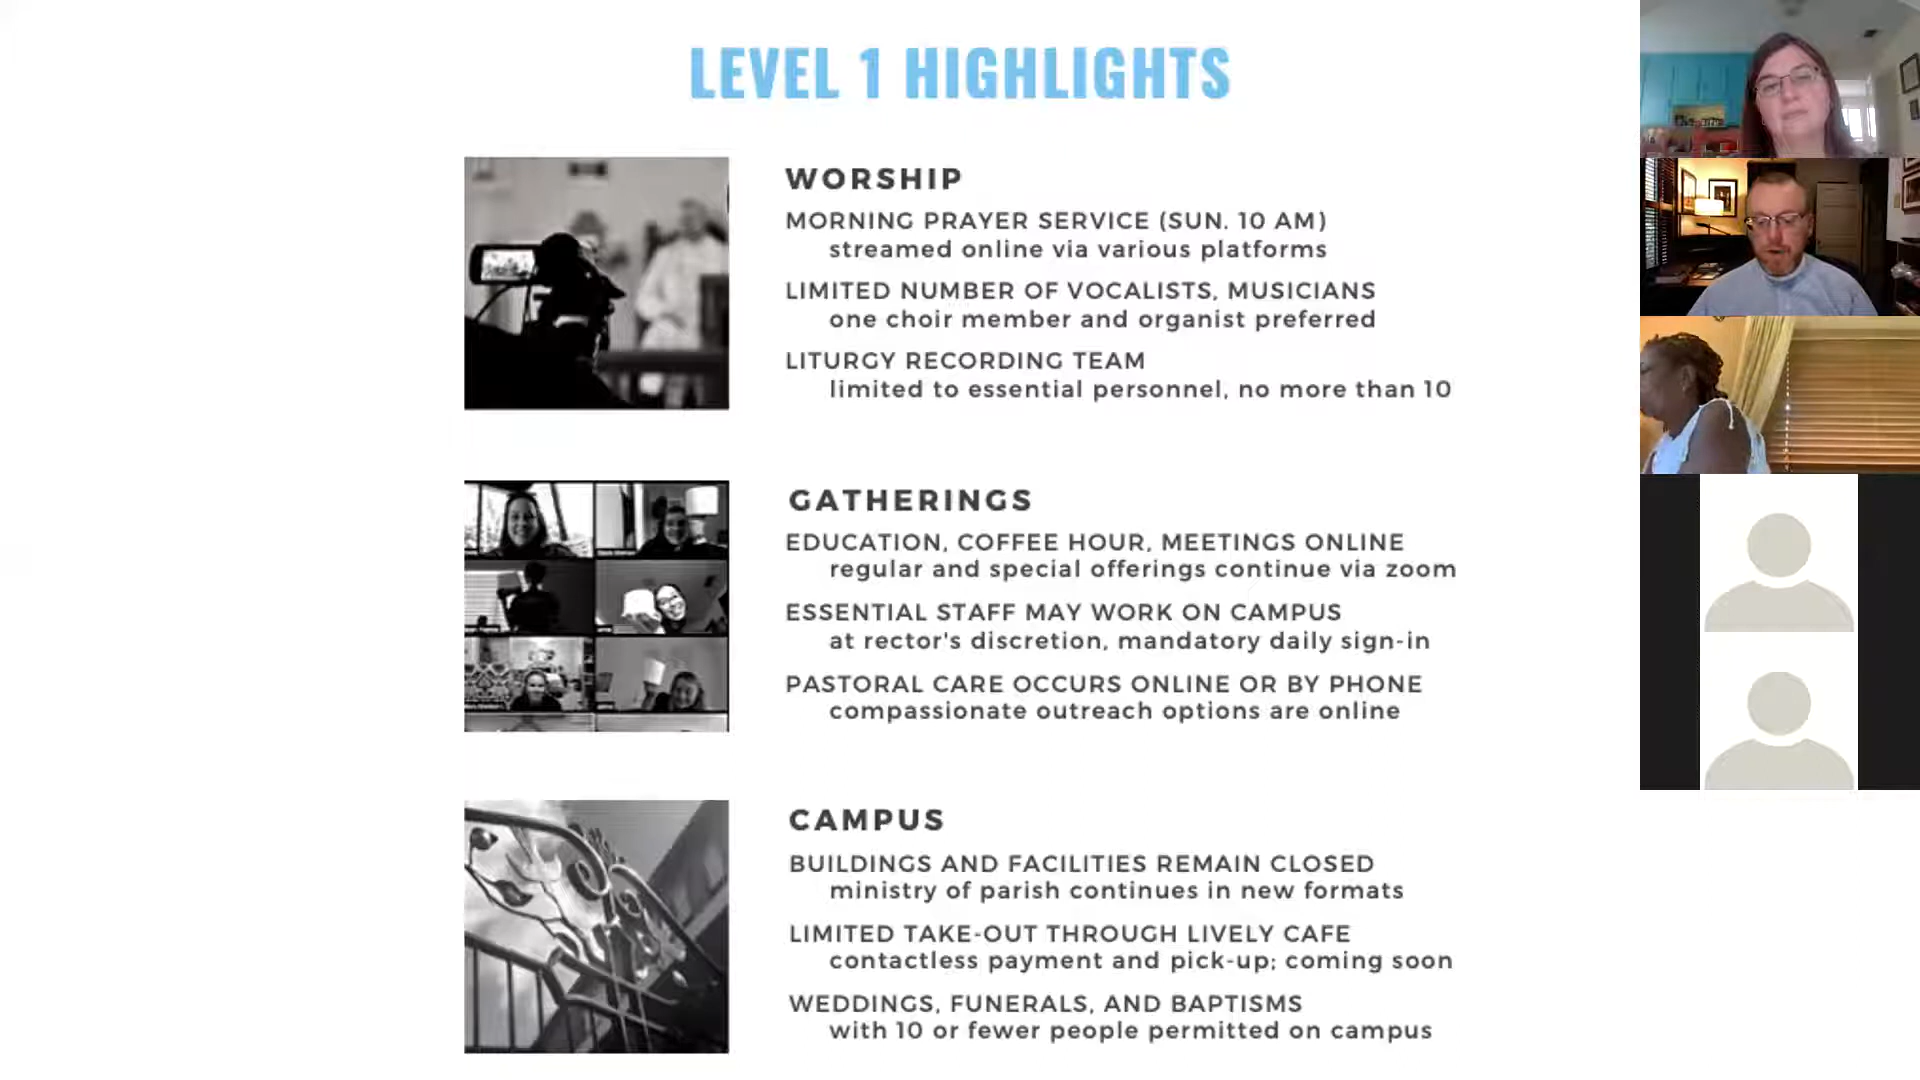 LEVEL 1 HIGHLIGHTS
WORSHIP
MORNING PRAYER SERVICE (SUN. 10 AM)
streamed online via various platforms
LIMITED NUMBER OF VOCALISTS, MUSICIANS
one choir member and organist preferred
LITURGY RECORDING TEAM
limited to essential personnel, no more than 10
GATHERINGS
EDUCATION, COFFEE HOUR, MEETINGS ONLINE
regular and special offerings continue via zoom
ESSENTIAL STAFF MAY WORK ON CAMPUS
at rector's discretion, mandatory daily sign-in
PASTORAL CARE OCCURS ONLINE OR BY PHONE
compassionate outreach options are online
CAMPUS
BUILDINGS AND FACILITIES REMAIN CLOSED
ministry of parish continues in new formats
LIMITED TAKE-OUT THROUGH LIVELY CAFE
contactless payment and pick-up; coming soon
WEDDINGS, FUNERALS, AND BAPTISMS
with 10 or fewer people permitted on campus